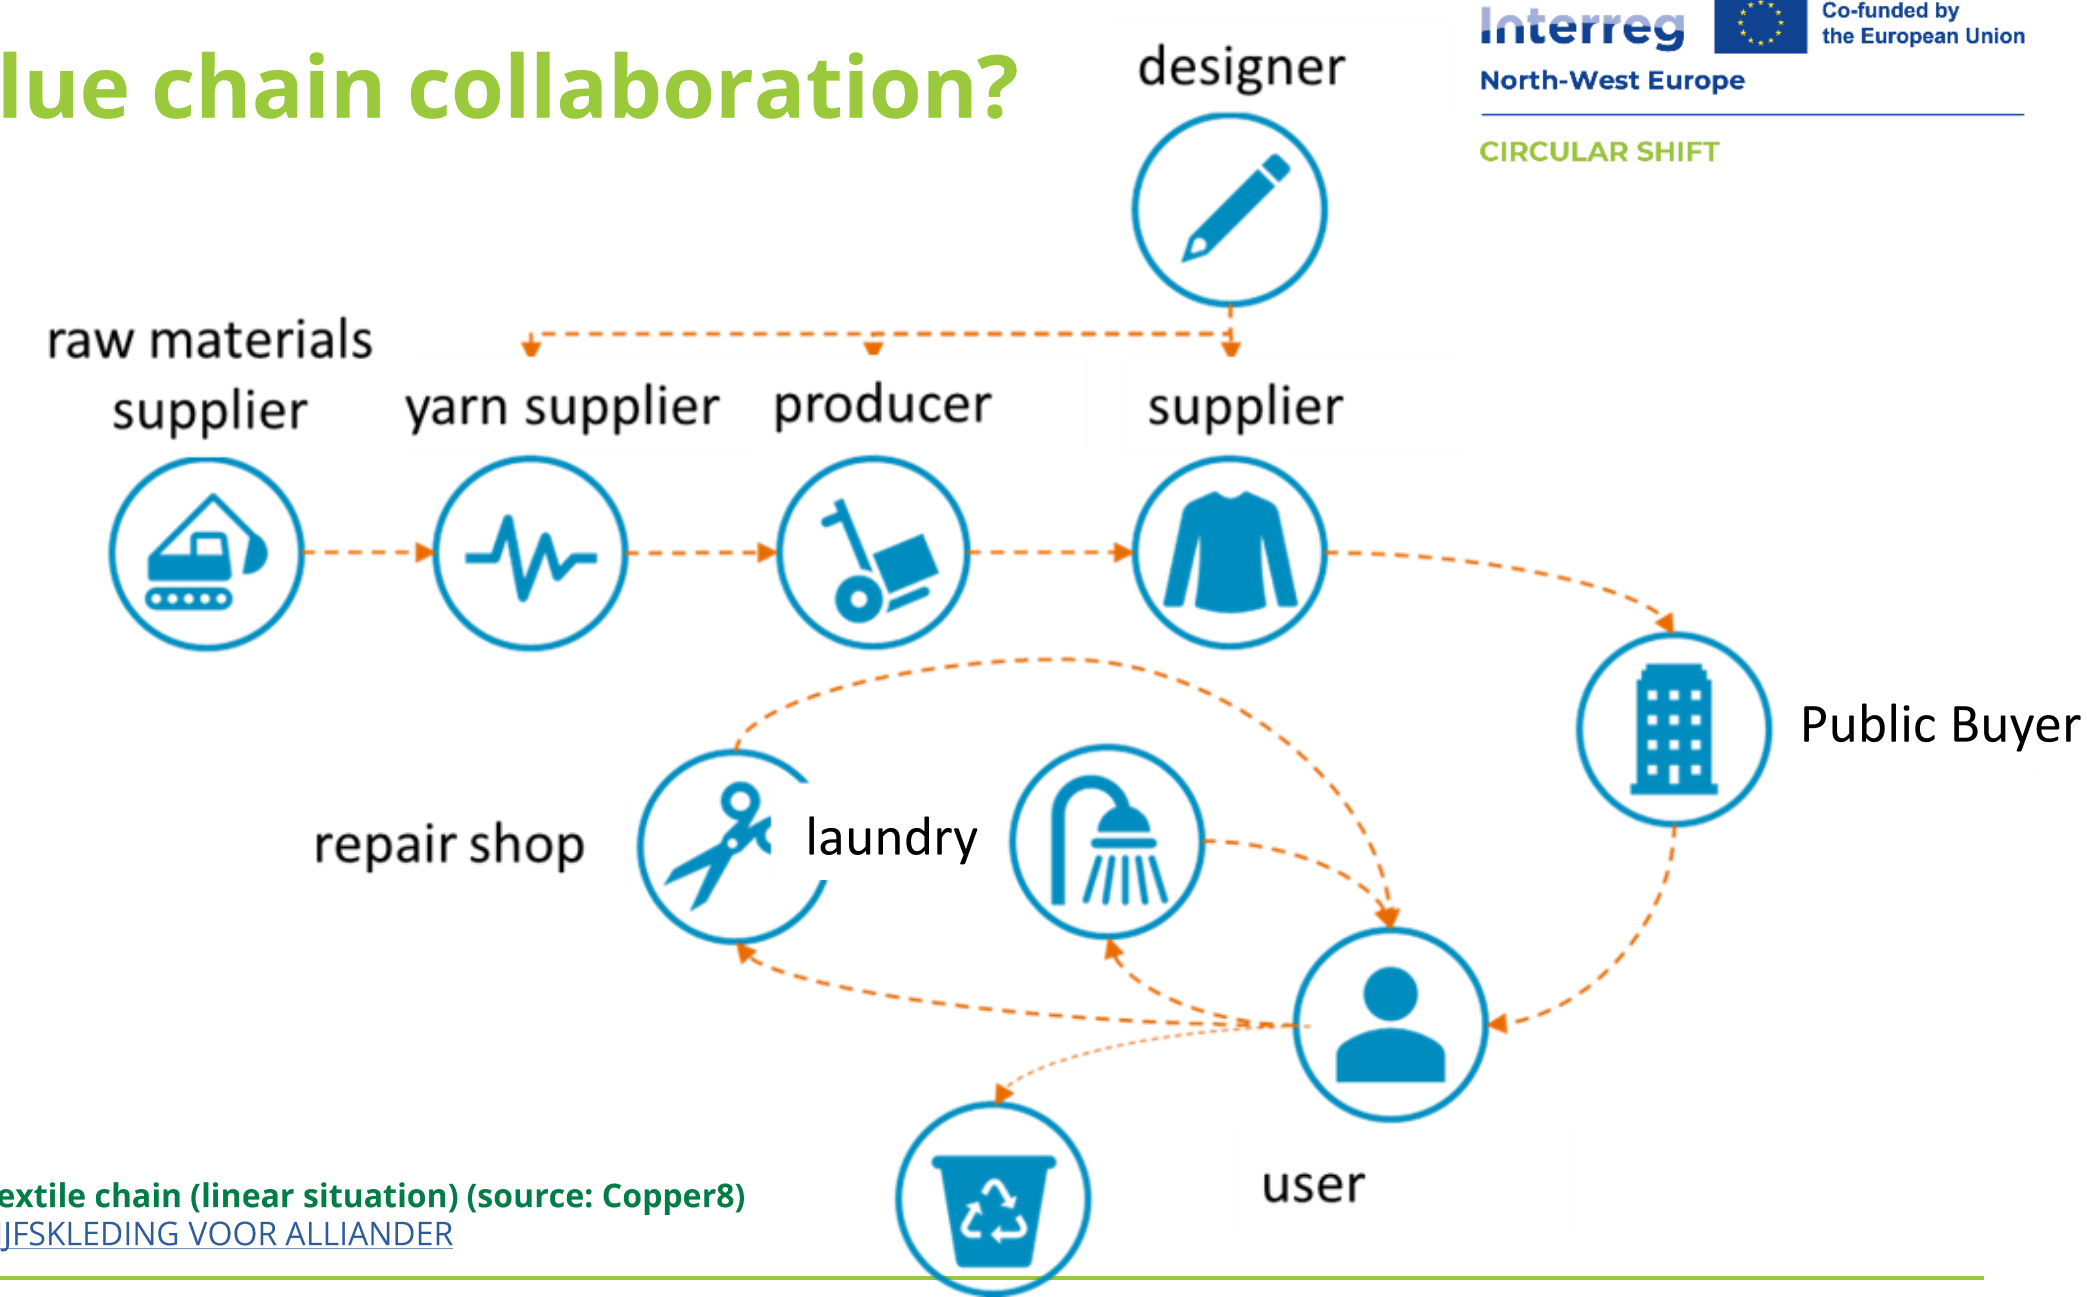 lue chain collaboration?
designer
Interreg
Co-funded by
the European Union
North-West Europe
CIRCULAR SHIFT
raw materials
supplier
yarn supplier
producer
supplier
Public Buyer
repair shop
laundry
user
extile chain (linear situation) (source: Copper8)
IJFSKLEDING VOOR ALLIANDER